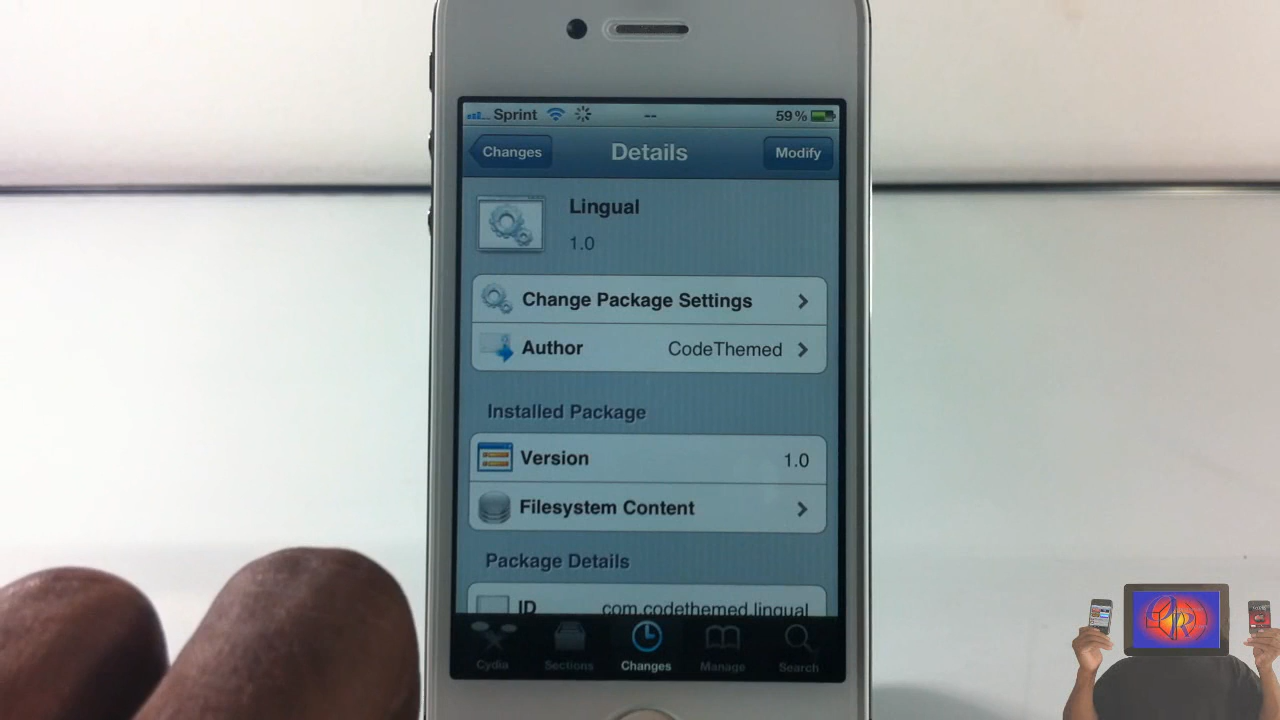 Sprint -- 59%
Changes Details Modify
Lingual
1.0
Change Package Settings
Author CodeThemed
Installed Package
Version 1.0
Filesystem Content
Package Details
ID com.codethemed.lingual
Cydia Sections Changes Manage Search